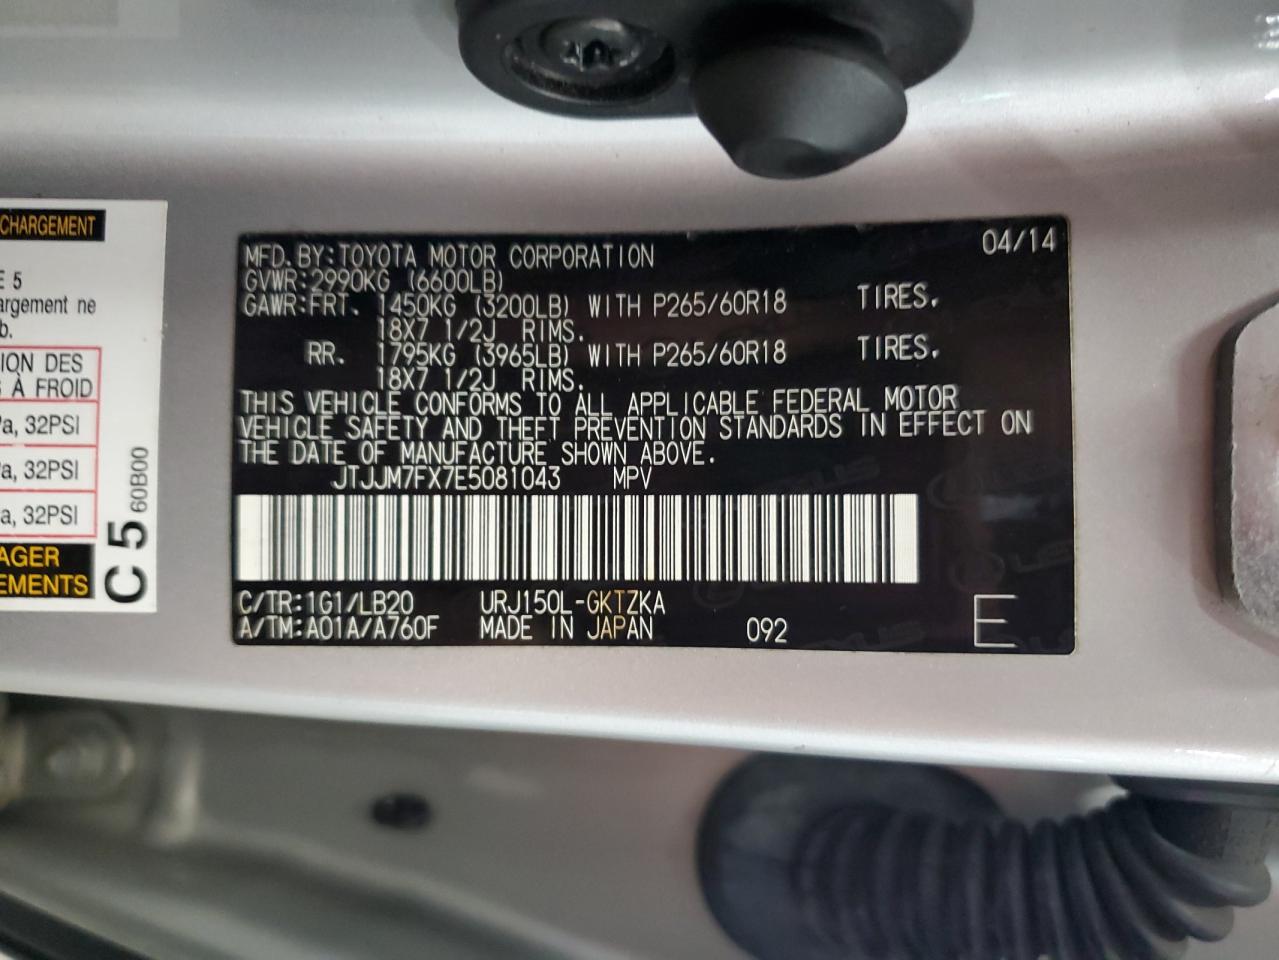 CHARGEMENT
E 5
argement ne
b.
ION DES
S À FROID
Pa, 32PSI
a, 32PSI
a, 32PSI
AGER
EMENTS
C 5 60B00
MFD. BY: TOYOTA MOTOR CORPORATION 04/14
GVWR: 2990KG (6600LB)
GAWR: FRT. 1450KG (3200LB) WITH P265/60R18 TIRES.
18X7 1/2J RIMS.
RR. 1795KG (3965LB) WITH P265/60R18 TIRES.
18X7 1/2J RIMS.
THIS VEHICLE CONFORMS TO ALL APPLICABLE FEDERAL MOTOR
VEHICLE SAFETY AND THEFT PREVENTION STANDARDS IN EFFECT ON
THE DATE OF MANUFACTURE SHOWN ABOVE.
JTJJM7FX7E5081043 MPV
C/TR: 1G1/LB20 URJ150L-GKTZKA
A/TM: A01A/A760F MADE IN JAPAN 092 E
LEXUS